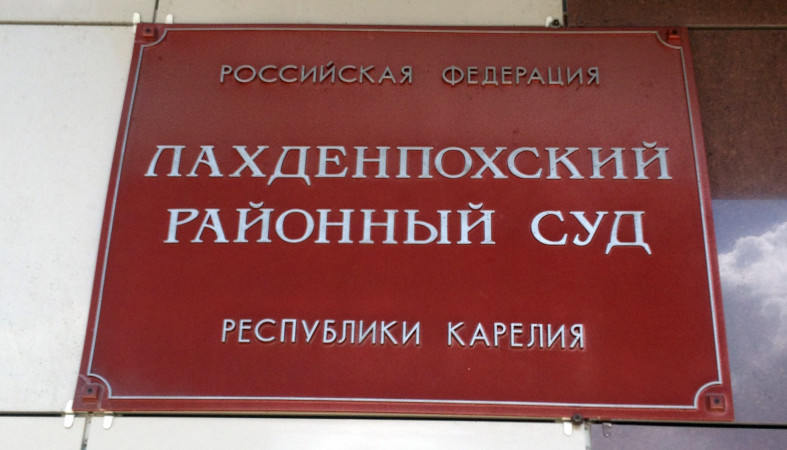 РОССИЙСКАЯ ФЕДЕРАЦИЯ
ЛАХДЕНПОХСКИЙ
РАЙОННЫЙ СУД
РЕСПУБЛИКИ КАРЕЛИЯ